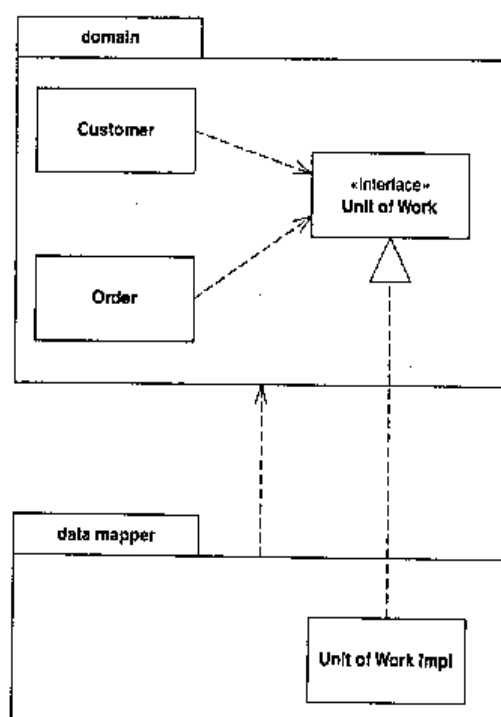 domain
Customer
«interface»
Unit of Work
Order
data mapper
Unit of Work Impl